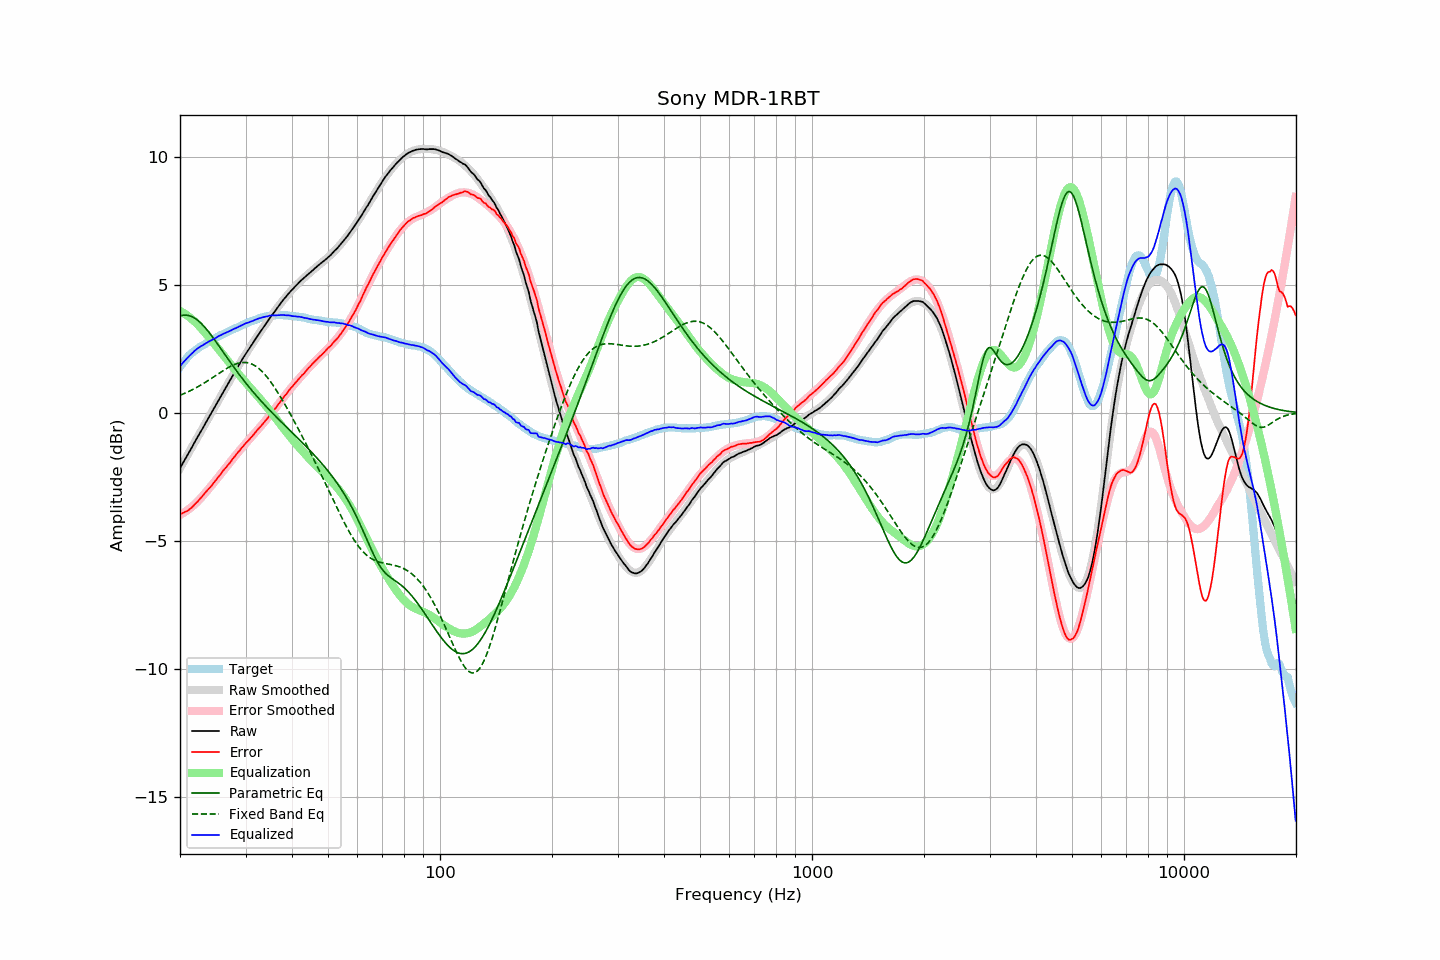 Sony MDR-1RBT
10
5
0
−5
−10
−15
Amplitude (dBr)
Target
Raw Smoothed
Error Smoothed
Raw
Error
Equalization
Parametric Eq
Fixed Band Eq
Equalized
100
1000
10000
Frequency (Hz)